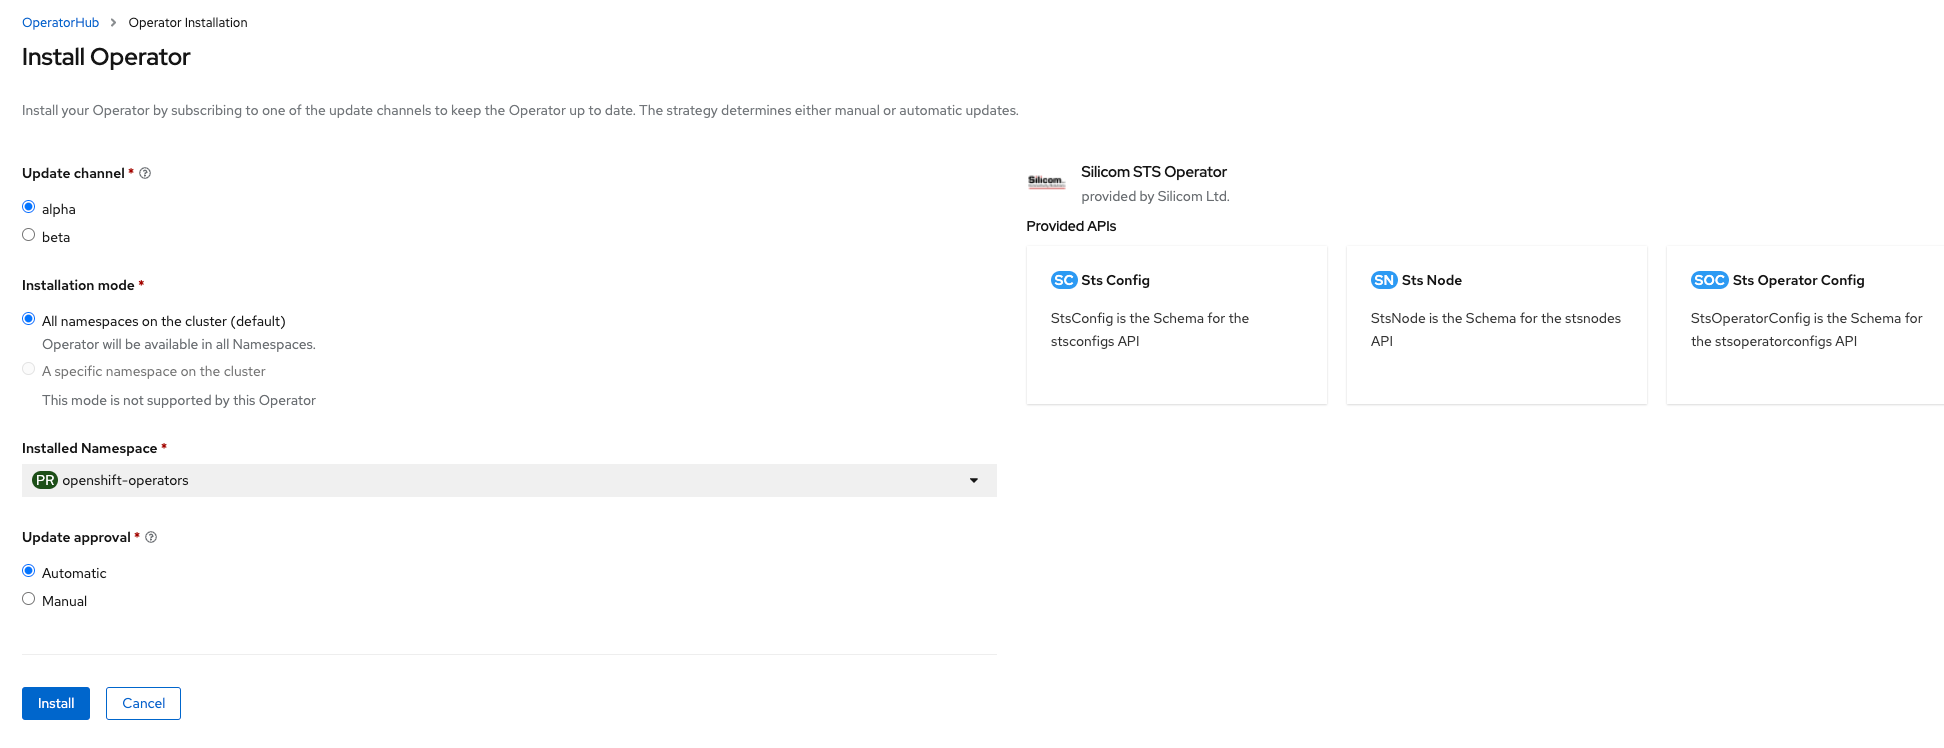 OperatorHub > Operator Installation
Install Operator
Install your Operator by subscribing to one of the update channels to keep the Operator up to date. The strategy determines either manual or automatic updates.
Update channel *
alpha
beta
Installation mode *
All namespaces on the cluster (default)
Operator will be available in all Namespaces.
A specific namespace on the cluster
This mode is not supported by this Operator
Installed Namespace *
PR openshift-operators
Update approval *
Automatic
Manual
Install Cancel
Silicom
Silicom STS Operator
provided by Silicom Ltd.
Provided APIs
SC Sts Config
StsConfig is the Schema for the
stsconfigs API
SN Sts Node
StsNode is the Schema for the stsnodes
API
SOC Sts Operator Config
StsOperatorConfig is the Schema for
the stsoperatorconfigs API